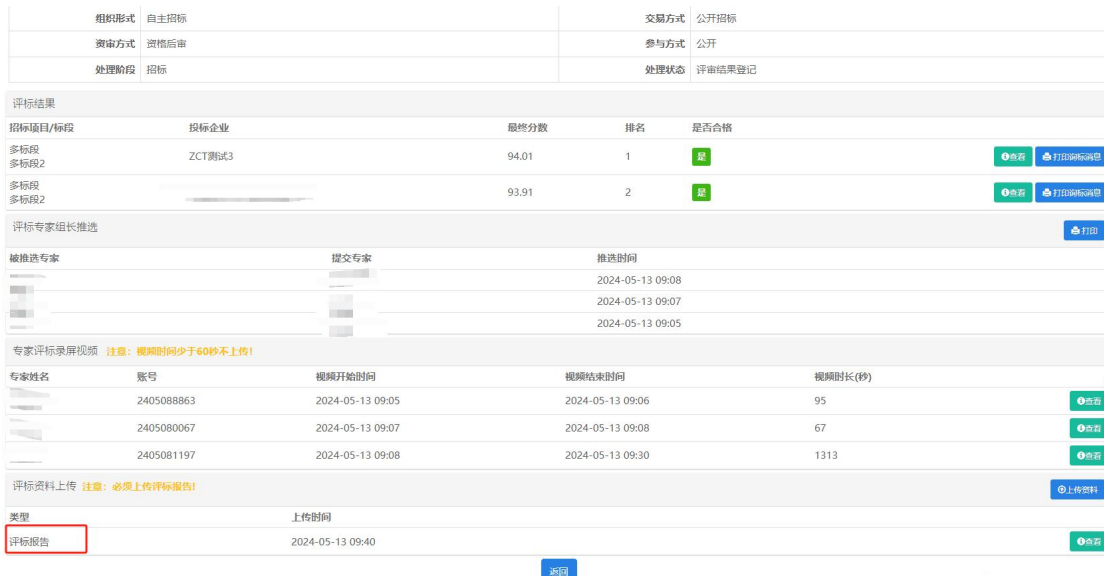 组织形式 自主招标 交易方式 公开招标
资审方式 资格后审 参与方式 公开
处理阶段 招标 处理状态 评审结果登记
评标结果
招标项目/标段 投标企业 最终分数 排名 是否合格
多标段
多标段2 ZCT测试3 94.01 1 是 查看 打印询标消息
多标段
多标段2 93.91 2 是 查看 打印询标消息
评标专家组长推选 打印
被推选专家 提交专家 推选时间
2024-05-13 09:08
2024-05-13 09:07
2024-05-13 09:05
专家评标录屏视频 注意：视频时间少于60秒不上传!
专家姓名 账号 视频开始时间 视频结束时间 视频时长(秒)
2405088863 2024-05-13 09:05 2024-05-13 09:06 95 查看
2405080067 2024-05-13 09:07 2024-05-13 09:08 67 查看
2405081197 2024-05-13 09:08 2024-05-13 09:30 1313 查看
评标资料上传 注意：必须上传评标报告! 上传资料
类型 上传时间
评标报告 2024-05-13 09:40 查看
返回